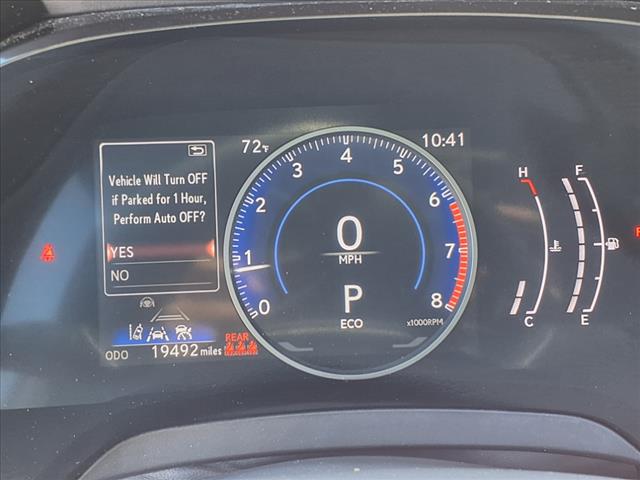 72°F
10:41
Vehicle Will Turn OFF
if Parked for 1 Hour,
Perform Auto OFF?
YES
NO
0
1
2
3
4
5
6
7
8
0
MPH
P
ECO
x1000RPM
H
C
F
E
ODO 19492 miles
REAR